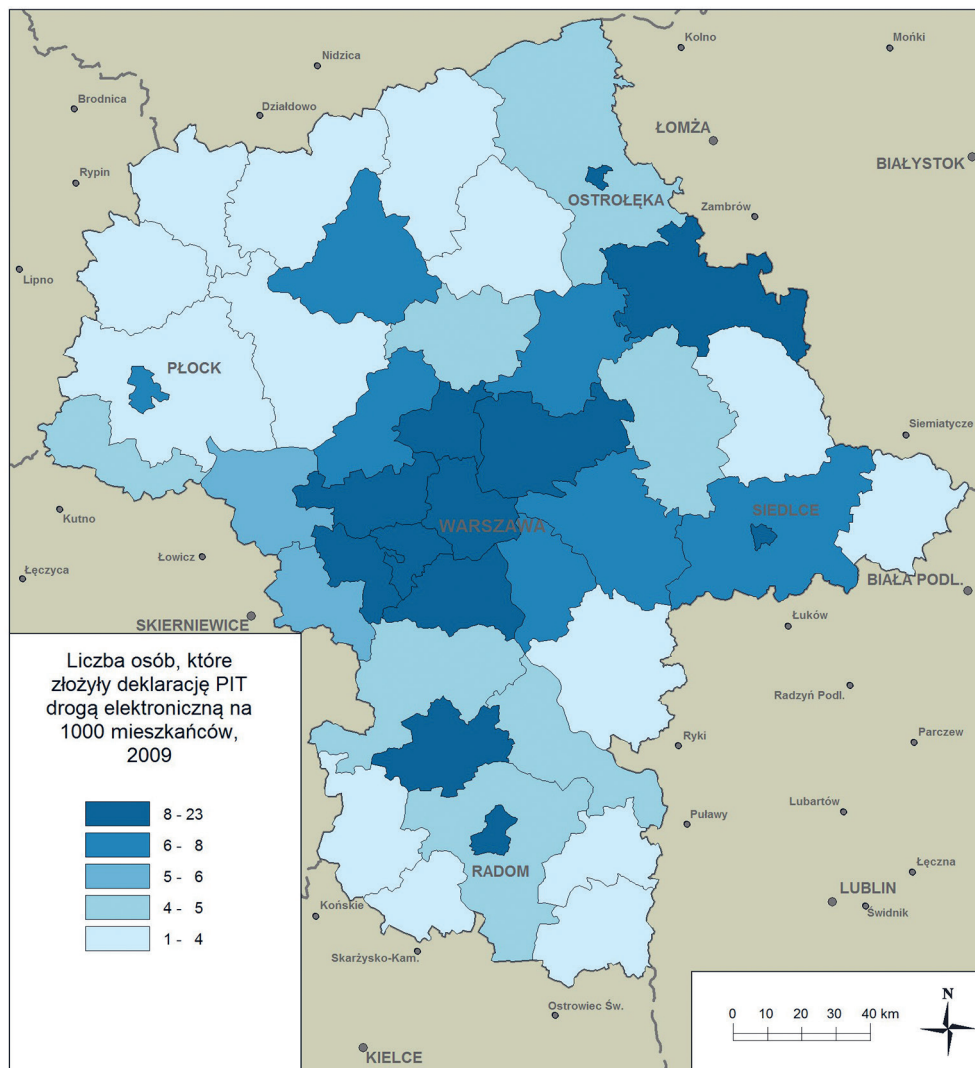 Kolno
Mońki
Nidzica
Brodnica
Działdowo
ŁOMŻA
BIAŁYSTOK
Rypin
OSTROŁĘKA
Zambrów
Lipno
PŁOCK
Siemiatycze
Kutno
SIEDLCE
WARSZAWA
Łowicz
Łęczyca
BIAŁA PODL.
SKIERNIEWICE
Łuków
Liczba osób, które
złożyły deklarację PIT
drogą elektroniczną na
1000 mieszkańców,
2009
8 - 23
6 - 8
5 - 6
4 - 5
1 - 4
Radzyń Podl.
Ryki
Parczew
Puławy
Lubartów
RADOM
Łęczna
LUBLIN
Świdnik
Końskie
Skarżysko-Kam.
Ostrowiec Św.
KIELCE
N
0 10 20 30 40 km